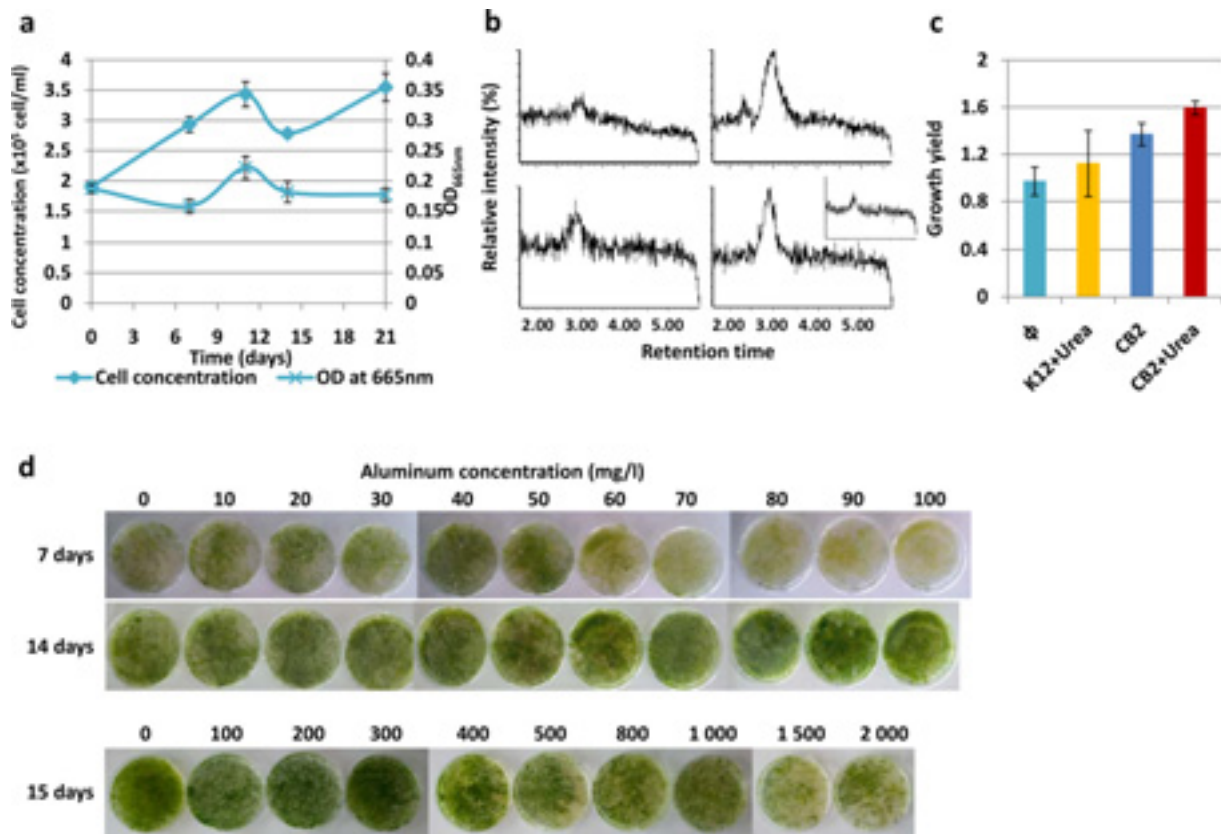 a
Cell concentration (x10⁵ cell/ml)
4
3.5
3
2.5
2
1.5
1
0.5
0
0.4
0.35
0.3
0.25
0.2
0.15
0.1
0.05
0
OD665nm
0 3 6 9 12 15 18 21
Time (days)
Cell concentration OD at 665nm
b
Relative intensity (%)
2.00 3.00 4.00 5.00 2.00 3.00 4.00 5.00
Retention time
c
Growth yield
2
1.6
1.2
0.8
0.4
0
K12+Urea
CB2
CB2+Urea
d
Aluminum concentration (mg/l)
0 10 20 30 40 50 60 70 80 90 100
7 days
14 days
0 100 200 300 400 500 800 1 000 1 500 2 000
15 days